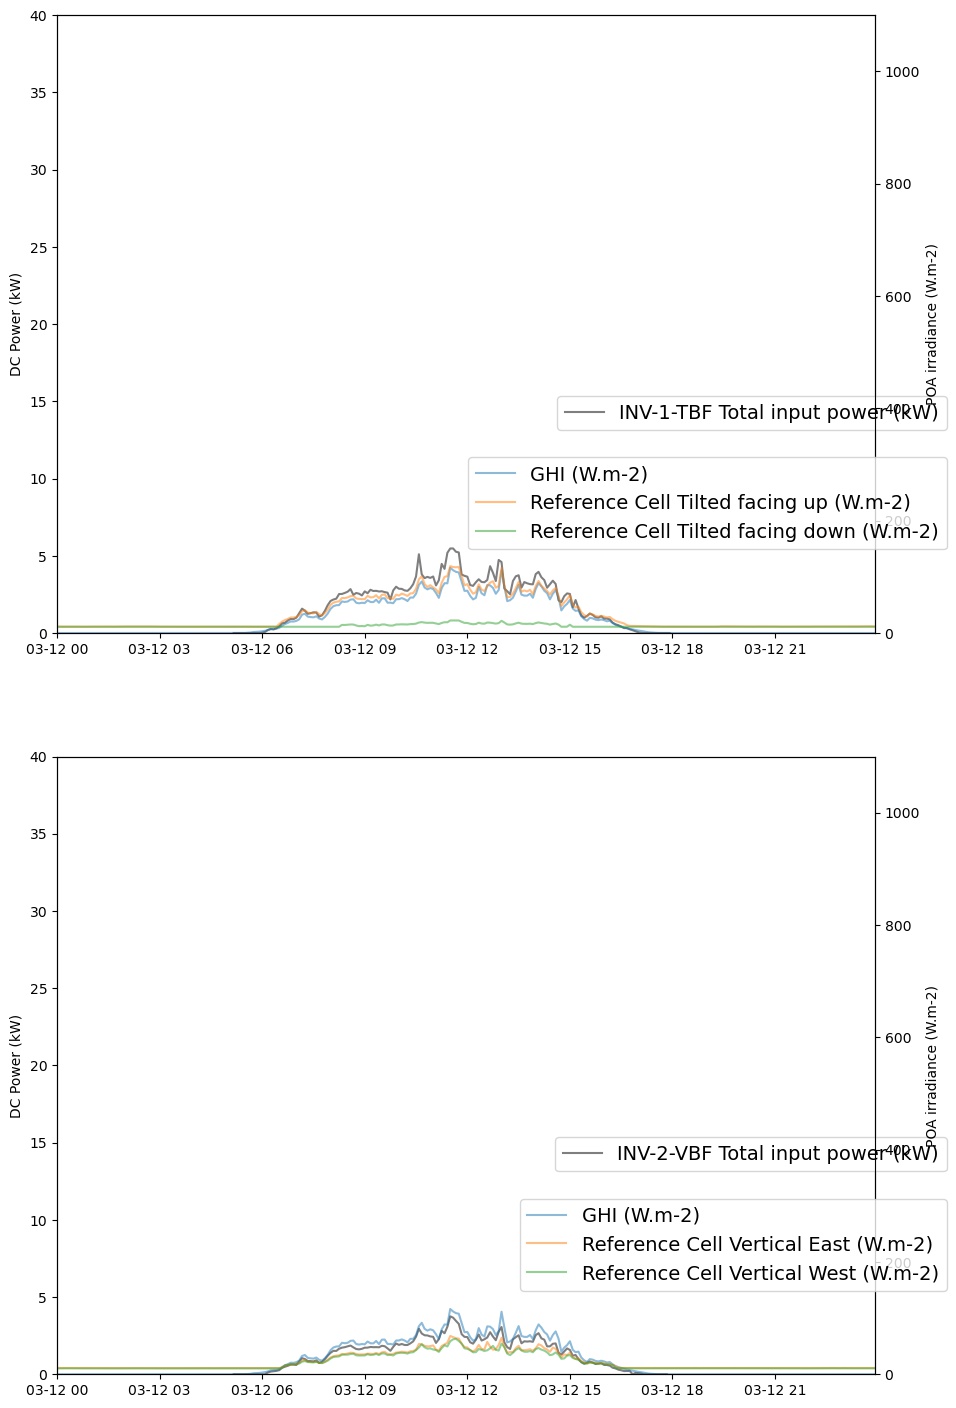 40
35
30
25
20
15
10
5
0
DC Power (kW)
1000
800
600
400
200
0
POA irradiance (W.m-2)
INV-1-TBF Total input power (kW)
GHI (W.m-2)
Reference Cell Tilted facing up (W.m-2)
Reference Cell Tilted facing down (W.m-2)
03-12 00 03-12 03 03-12 06 03-12 09 03-12 12 03-12 15 03-12 18 03-12 21
40
35
30
25
20
15
10
5
0
DC Power (kW)
1000
800
600
400
200
0
POA irradiance (W.m-2)
INV-2-VBF Total input power (kW)
GHI (W.m-2)
Reference Cell Vertical East (W.m-2)
Reference Cell Vertical West (W.m-2)
03-12 00 03-12 03 03-12 06 03-12 09 03-12 12 03-12 15 03-12 18 03-12 21